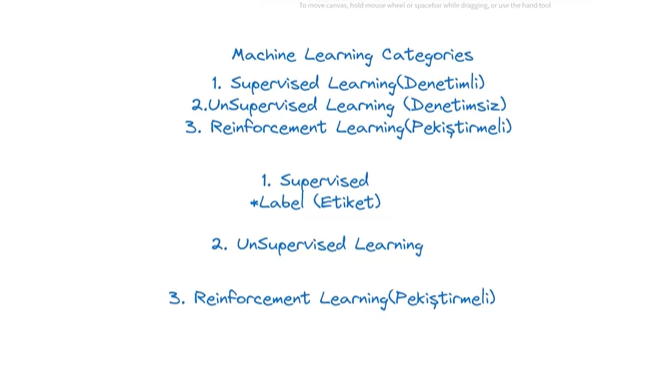 To move canvas, hold mouse wheel or spacebar while dragging, or use the hand tool
Machine Learning Categories
1. Supervised Learning(Denetimli)
2.UnSupervised Learning (Denetimsiz)
3. Reinforcement Learning(Pekiştirmeli)
1. Supervised
*Label (Etiket)
2. UnSupervised Learning
3. Reinforcement Learning(Pekiştirmeli)